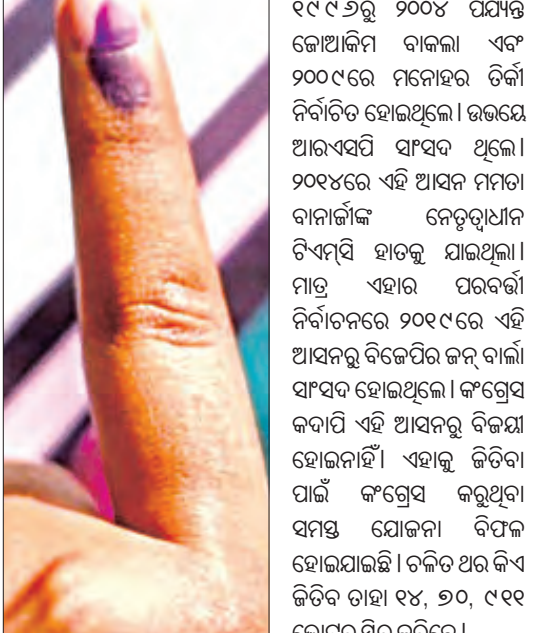 ୧୯୯୬ରୁ ୨୦୦୪ ପର୍ଯ୍ୟନ୍ତ
ଜୋଆକିମ ବାକଲା ଏବଂ
୨୦୦୯ରେ ମନୋହର ତିର୍କୀ
ନିର୍ବାଚିତ ହୋଇଥିଲେ। ଉଭୟେ
ଆରଏସପି ସାଂସଦ ଥିଲେ।
୨୦୧୪ରେ ଏହି ଆସନ ମମତା
ବାନାର୍ଜୀଙ୍କ ନେତୃତ୍ୱାଧୀନ
ଟିଏମ୍‌ସି ହାତକୁ ଯାଇଥିଲା।
ମାତ୍ର ଏହାର ପରବର୍ତ୍ତୀ
ନିର୍ବାଚନରେ ୨୦୧୯ରେ ଏହି
ଆସନରୁ ବିଜେପିର ଜନ୍ ବାର୍ଲା
ସାଂସଦ ହୋଇଥିଲେ। କଂଗ୍ରେସ
କଦାପି ଏହି ଆସନରୁ ବିଜୟୀ
ହୋଇନାହିଁ। ଏହାକୁ ଜିତିବା
ପାଇଁ କଂଗ୍ରେସ କରୁଥିବା
ସମସ୍ତ ଯୋଜନା ବିଫଳ
ହୋଇଯାଇଛି। ଚଳିତ ଥର କିଏ
ଜିତିବ ତାହା ୧୪, ୭୦, ୯୧୧